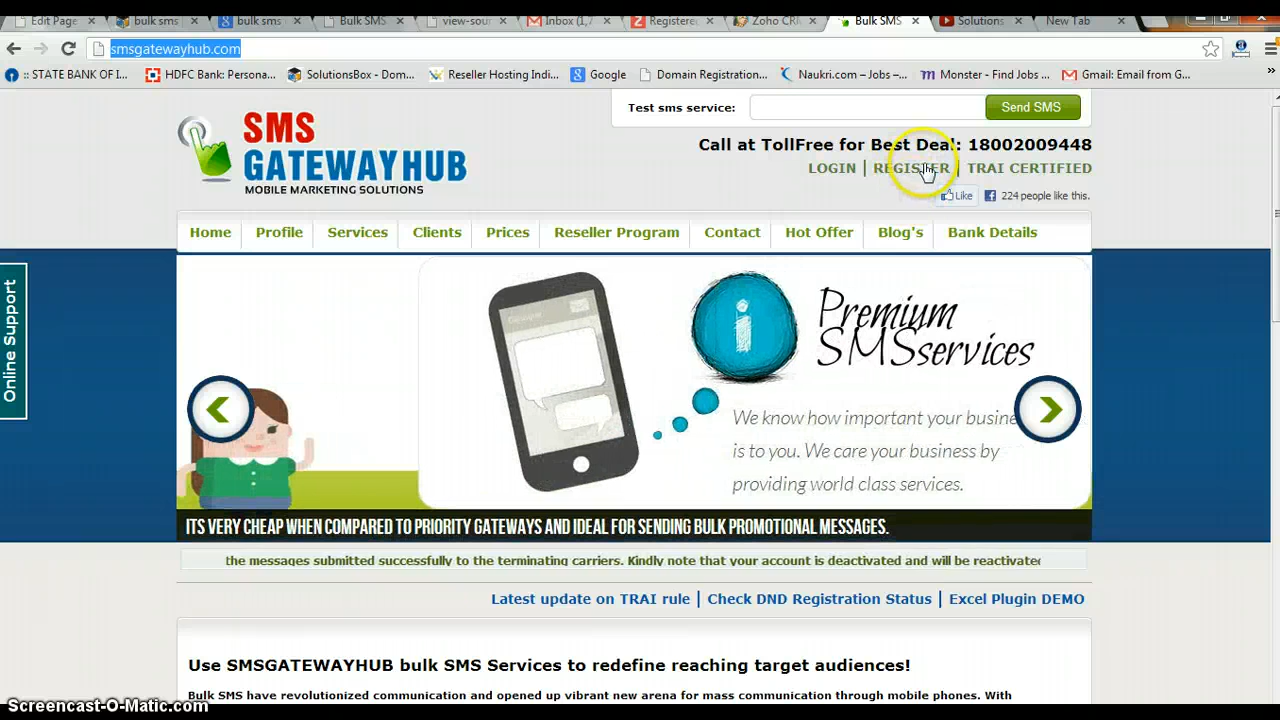 Edit Page
bulk sms
bulk sms
Bulk SMS
view-sour
Inbox (1,7
Registere
Zoho CRM
Bulk SMS
Solutions
New Tab
smsgatewayhub.com
:: STATE BANK OF I...
HDFC Bank: Persona...
SolutionsBox - Dom...
Reseller Hosting Indi...
Google
Domain Registration...
Naukri.com – Jobs –...
Monster - Find Jobs ...
Gmail: Email from G...
Test sms service:
Send SMS
SMS
GATEWAYHUB
MOBILE MARKETING SOLUTIONS
Call at TollFree for Best Deal: 18002009448
LOGIN | REGISTER | TRAI CERTIFIED
Like
224 people like this.
Home
Profile
Services
Clients
Prices
Reseller Program
Contact
Hot Offer
Blog's
Bank Details
Online Support
Premium
SMSservices
We know how important your busine
is to you. We care your business by
providing world class services.
ITS VERY CHEAP WHEN COMPARED TO PRIORITY GATEWAYS AND IDEAL FOR SENDING BULK PROMOTIONAL MESSAGES.
the messages submitted successfully to the terminating carriers. Kindly note that your account is deactivated and will be reactivated
Latest update on TRAI rule | Check DND Registration Status | Excel Plugin DEMO
Use SMSGATEWAYHUB bulk SMS Services to redefine reaching target audiences!
Bulk SMS have revolutionized communication and opened up vibrant new arena for mass communication through mobile phones. With
Screencast-O-Matic.com